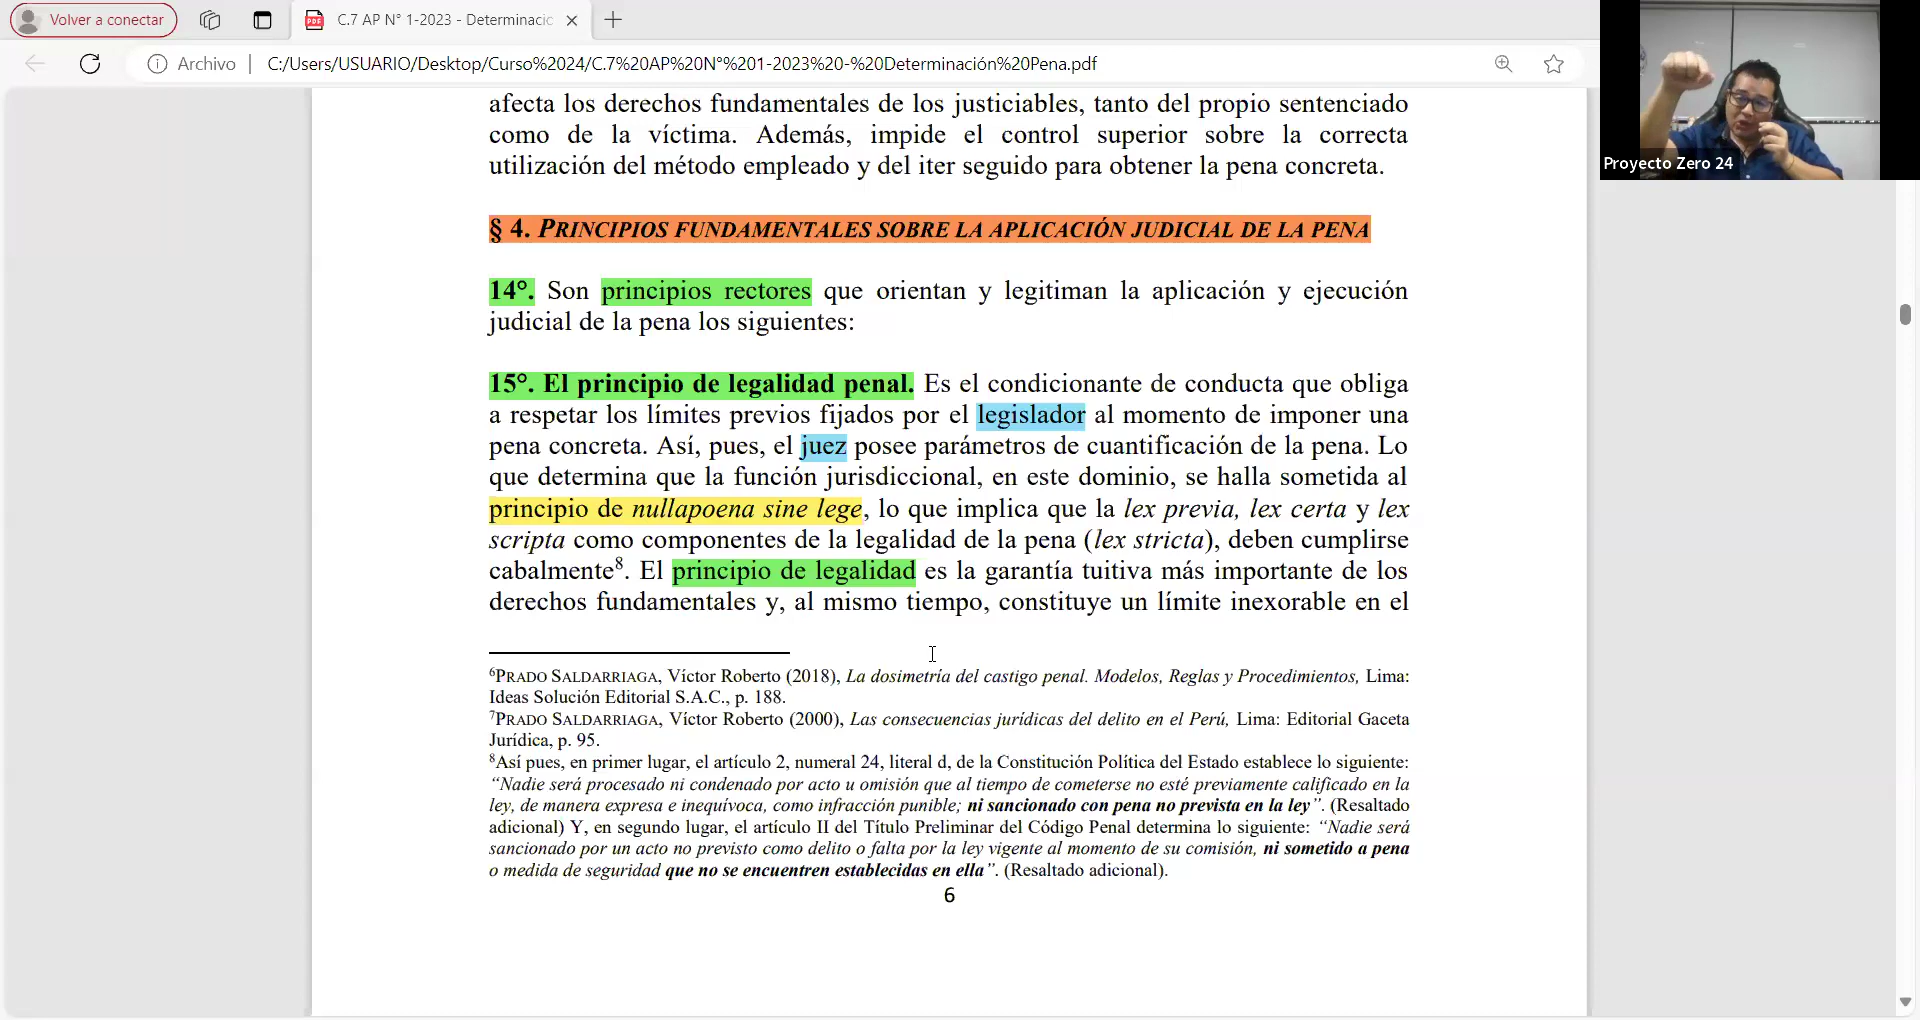 Volver a conectar
C.7 AP N° 1-2023 - Determinació
Archivo
C:/Users/USUARIO/Desktop/Curso%2024/C.7%20AP%20N°%201-2023%20-%20Determinación%20Pena.pdf
Proyecto Zero 24
afecta los derechos fundamentales de los justiciables, tanto del propio sentenciado
como de la víctima. Además, impide el control superior sobre la correcta
utilización del método empleado y del iter seguido para obtener la pena concreta.
§ 4. PRINCIPIOS FUNDAMENTALES SOBRE LA APLICACIÓN JUDICIAL DE LA PENA
14°. Son principios rectores que orientan y legitiman la aplicación y ejecución
judicial de la pena los siguientes:
15°. El principio de legalidad penal. Es el condicionante de conducta que obliga
a respetar los límites previos fijados por el legislador al momento de imponer una
pena concreta. Así, pues, el juez posee parámetros de cuantificación de la pena. Lo
que determina que la función jurisdiccional, en este dominio, se halla sometida al
principio de nullapoena sine lege, lo que implica que la lex previa, lex certa y lex
scripta como componentes de la legalidad de la pena (lex stricta), deben cumplirse
cabalmente⁸. El principio de legalidad es la garantía tuitiva más importante de los
derechos fundamentales y, al mismo tiempo, constituye un límite inexorable en el
⁶PRADO SALDARRIAGA, Víctor Roberto (2018), La dosimetría del castigo penal. Modelos, Reglas y Procedimientos, Lima:
Ideas Solución Editorial S.A.C., p. 188.
⁷PRADO SALDARRIAGA, Víctor Roberto (2000), Las consecuencias jurídicas del delito en el Perú, Lima: Editorial Gaceta
Jurídica, p. 95.
⁸Así pues, en primer lugar, el artículo 2, numeral 24, literal d, de la Constitución Política del Estado establece lo siguiente:
“Nadie será procesado ni condenado por acto u omisión que al tiempo de cometerse no esté previamente calificado en la
ley, de manera expresa e inequívoca, como infracción punible; ni sancionado con pena no prevista en la ley”. (Resaltado
adicional) Y, en segundo lugar, el artículo II del Título Preliminar del Código Penal determina lo siguiente: “Nadie será
sancionado por un acto no previsto como delito o falta por la ley vigente al momento de su comisión, ni sometido a pena
o medida de seguridad que no se encuentren establecidas en ella”. (Resaltado adicional).
6